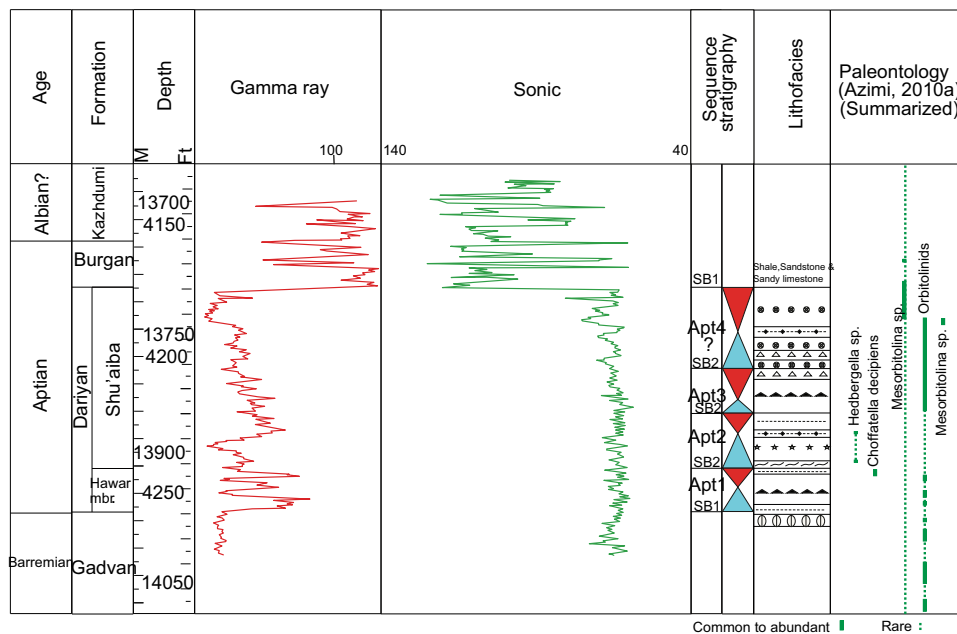 Age
Formation
Depth
M
Ft
Gamma ray
100
Sonic
140
40
Sequence
stratigraphy
Lithofacies
Paleontology
(Azimi, 2010a)
(Summarized)
Albian?
Kazhdumi
13700
4150
Burgan
SB1
Shale,Sandstone &
Sandy limestone
Aptian
Dariyan
Shu'aiba
13750
4200
Apt4
?
SB2
Apt3
SB2
Apt2
13900
SB2
Hawar
mbr.
4250
Apt1
SB1
Barremian
Gadvan
14050
Hedbergella sp.
Choffatella decipiens
Mesorbitolina sp.
Orbitolinids
Mesorbitolina sp.
Common to abundant
Rare